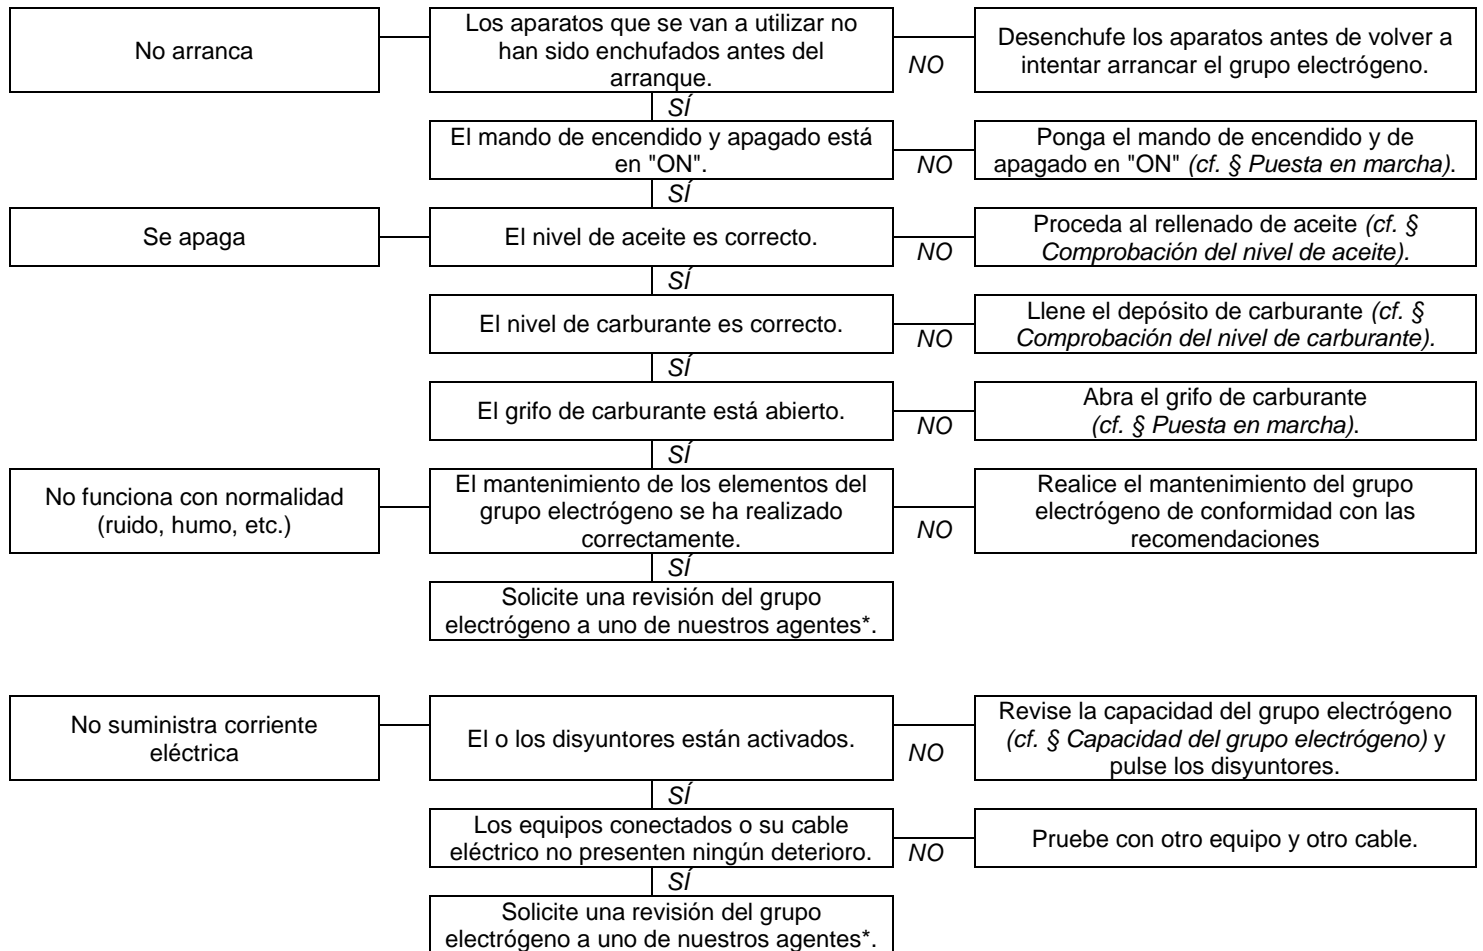 No arranca
Los aparatos que se van a utilizar no
han sido enchufados antes del
arranque.
NO
Desenchufe los aparatos antes de volver a
intentar arrancar el grupo electrógeno.
SÍ
El mando de encendido y apagado está
en "ON".
NO
Ponga el mando de encendido y de
apagado en "ON" (cf. § Puesta en marcha).
SÍ
Se apaga
El nivel de aceite es correcto.
NO
Proceda al rellenado de aceite (cf. §
Comprobación del nivel de aceite).
SÍ
El nivel de carburante es correcto.
NO
Llene el depósito de carburante (cf. §
Comprobación del nivel de carburante).
SÍ
El grifo de carburante está abierto.
NO
Abra el grifo de carburante
(cf. § Puesta en marcha).
SÍ
No funciona con normalidad
(ruido, humo, etc.)
El mantenimiento de los elementos del
grupo electrógeno se ha realizado
correctamente.
NO
Realice el mantenimiento del grupo
electrógeno de conformidad con las
recomendaciones
SÍ
Solicite una revisión del grupo
electrógeno a uno de nuestros agentes*.
No suministra corriente
eléctrica
El o los disyuntores están activados.
NO
Revise la capacidad del grupo electrógeno
(cf. § Capacidad del grupo electrógeno) y
pulse los disyuntores.
SÍ
Los equipos conectados o su cable
eléctrico no presenten ningún deterioro.
NO
Pruebe con otro equipo y otro cable.
SÍ
Solicite una revisión del grupo
electrógeno a uno de nuestros agentes*.